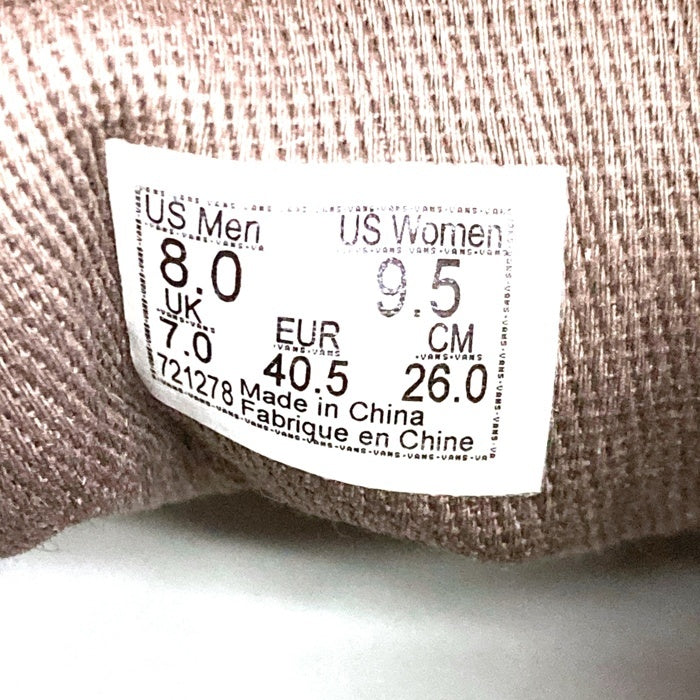 US Men US Women
8.0 9.5
UK EUR CM
7.0 40.5 26.0
721278 Made in China
Fabrique en Chine